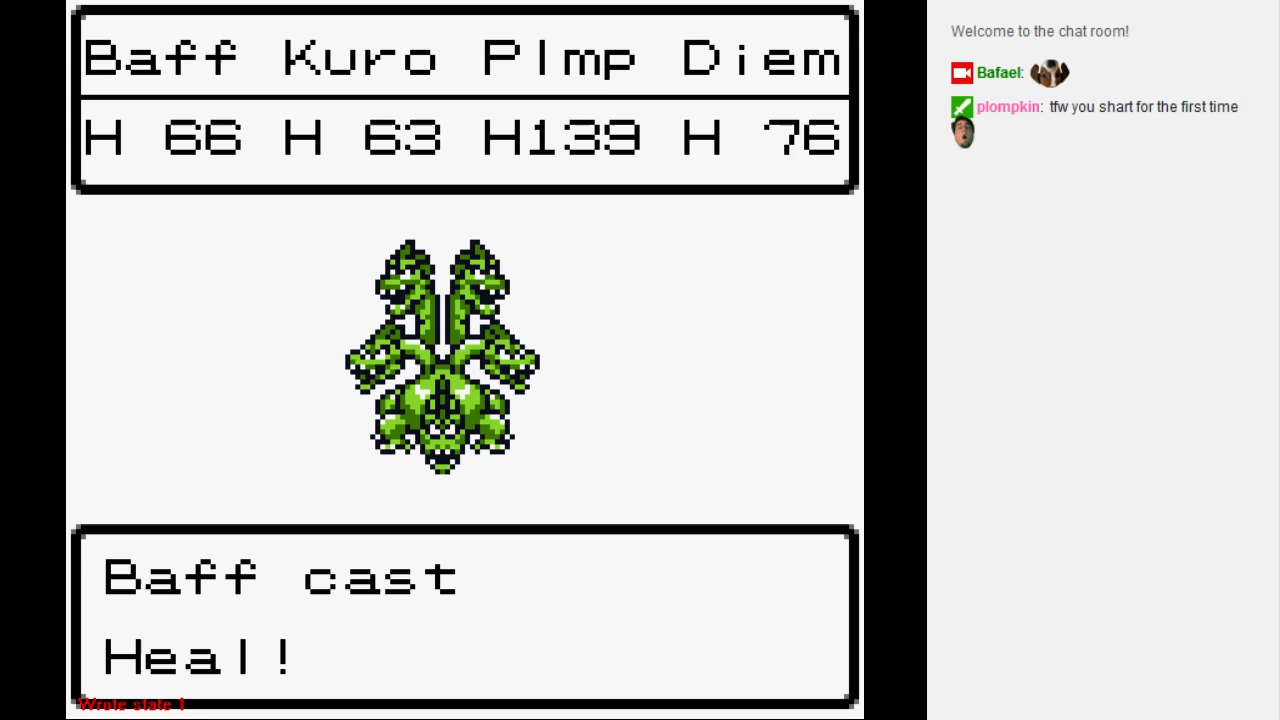 Baff Kuro Plmp Diem
H 66 H 63 H139 H 76
Baff cast
Heal!
Wrote state 1
Welcome to the chat room!
Bafael:
plompkin: tfw you shart for the first time